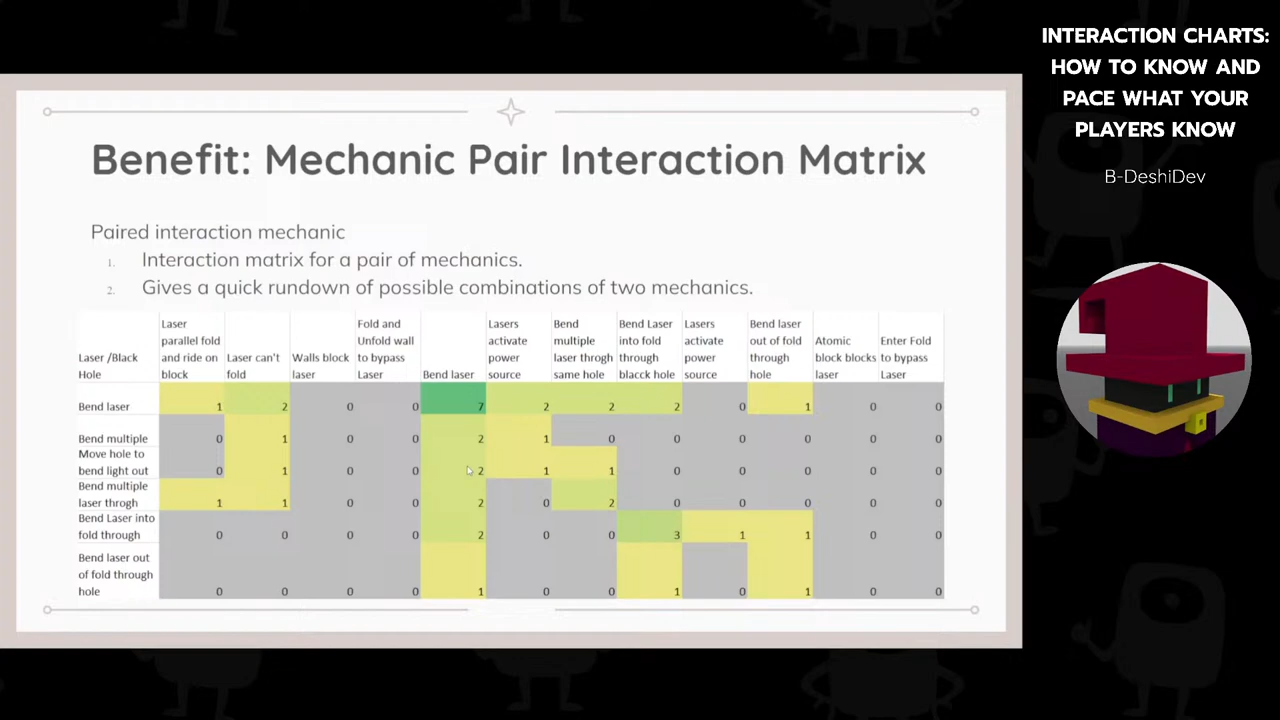 INTERACTION CHARTS:
HOW TO KNOW AND
PACE WHAT YOUR
PLAYERS KNOW
B-DeshiDev
Benefit: Mechanic Pair Interaction Matrix
Paired interaction mechanic
1. Interaction matrix for a pair of mechanics.
2. Gives a quick rundown of possible combinations of two mechanics.
Laser /Black
Hole
Laser
parallel fold
and ride on
block
Laser can't
fold
Walls block
laser
Fold and
Unfold wall
to bypass
Laser
Bend laser
Lasers
activate
power
source
Bend
multiple
laser throgh
same hole
Bend Laser
into fold
through
blacck hole
Lasers
activate
power
source
Bend laser
out of fold
through
hole
Atomic
block blocks
laser
Enter Fold
to bypass
Laser
Bend laser 1 2 0 0 7 2 2 2 0 1 0 0
Bend multiple 0 1 0 0 2 1 0 0 0 0 0 0
Move hole to
bend light out 0 1 0 0 2 1 1 0 0 0 0 0
Bend multiple
laser throgh 1 1 0 0 2 0 2 0 0 0 0 0
Bend Laser into
fold through 0 0 0 0 2 0 0 3 1 1 0 0
Bend laser out
of fold through
hole 0 0 0 0 1 0 0 1 0 1 0 0